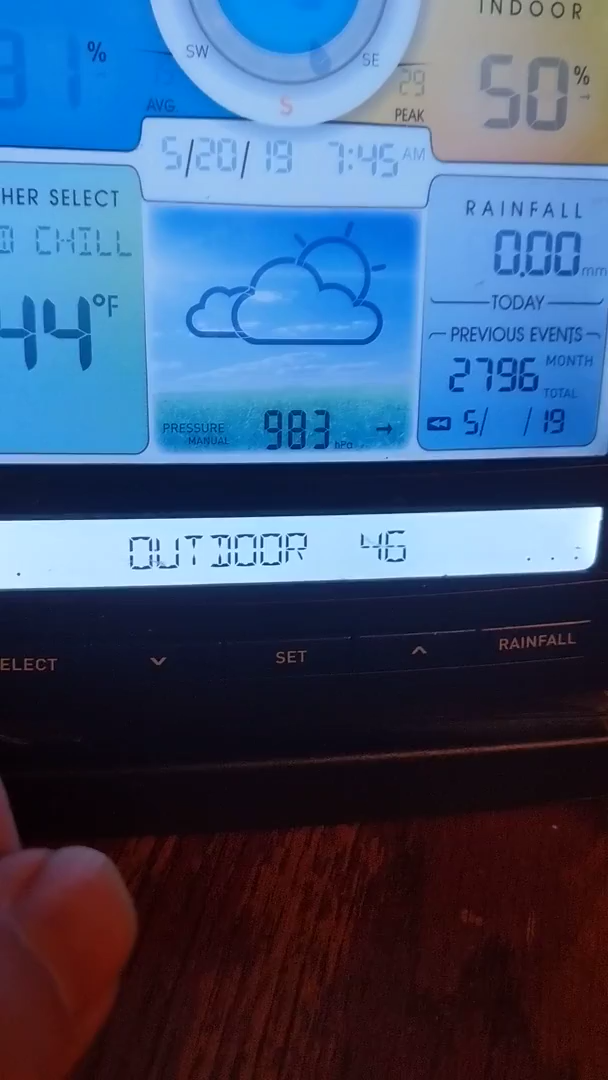 INDOOR
SW
SE
S
31%
AVG.
29
PEAK
50%
5/20/19 7:45 AM
HER SELECT
D CHILL
44°F
RAINFALL
0.00 mm
TODAY
PREVIOUS EVENTS
2796 MONTH
TOTAL
5/ /19
PRESSURE
MANUAL
983 hPa
OUTDOOR 46
ELECT
SET
RAINFALL